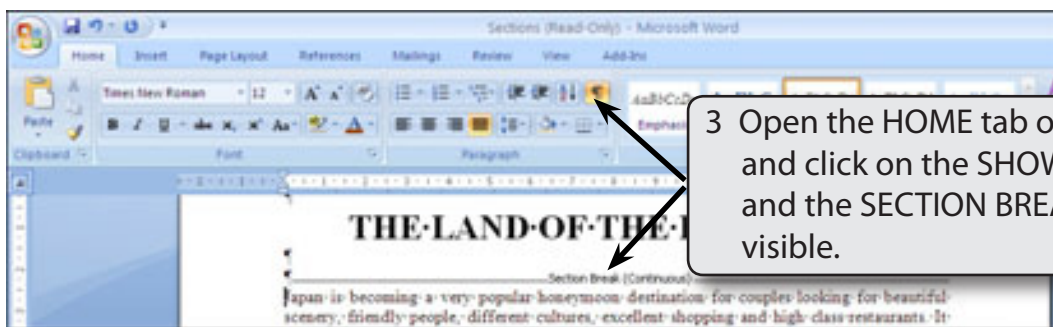 Sections (Read-Only) - Microsoft Word
Home Insert Page Layout References Mailings Review View Add-Ins
Times New Roman 12
Paste
B I U abc
AaBbCcD
Emphasis
Clipboard Font Paragraph
3 Open the HOME tab o
and click on the SHOW
and the SECTION BREA
visible.
THE·LAND·OF·THE·
Section Break (Continuous)
Japan·is·becoming·a·very·popular·honeymoon·destination·for·couples·looking·for·beautiful·
scenery,·friendly·people,·different·cultures,·excellent·shopping·and·high·class·restaurants.·It·